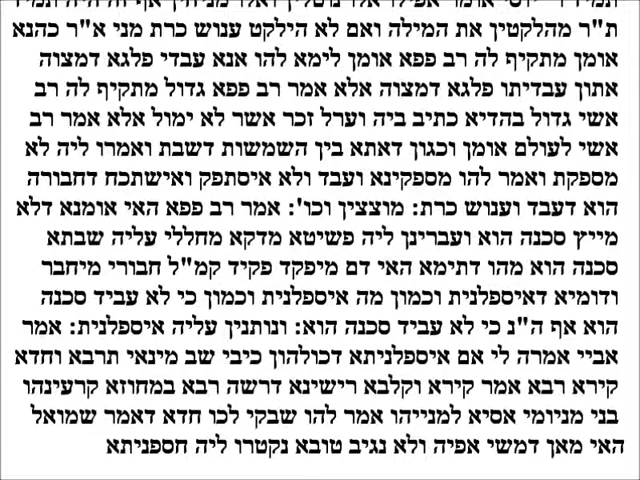 ת"ר מהלקטין את המילה ואם לא הילקט ענוש כרת מני א"ר כהנא
אומן מתקיף לה רב פפא אומן לימא להו אנא עבדי פלגא דמצוה
אתון עבדיתו פלגא דמצוה אלא אמר רב פפא גדול מתקיף לה רב
אשי גדול בהדיא כתיב ביה וערל זכר אשר לא ימול אלא אמר רב
אשי לעולם אומן וכגון דאתא בין השמשות דשבת ואמרו ליה לא
מספקת ואמר להו מספקינא ועבד ולא איסתפק ואישתכח דחבורה
הוא דעבד וענוש כרת: מוצצין וכו': אמר רב פפא האי אומנא דלא
מייץ סכנה הוא ועברינן ליה פשיטא מדקא מחללי עליה שבתא
סכנה הוא מהו דתימא האי דם מיפקד פקיד קמ"ל חבורי מיחבר
ודומיא דאיספלנית וכמון מה איספלנית וכמון כי לא עביד סכנה
הוא אף ה"נ כי לא עביד סכנה הוא: ונותנין עליה איספלנית: אמר
אביי אמרה לי אם איספלניתא דכולהון כיבי שב מינאי תרבא וחדא
קירא רבא אמר קירא וקלבא רישינא דרשה רבא במחוזא קרעינהו
בני מניומי אסיא למנייהו אמר להו שבקי לכו חדא דאמר שמואל
האי מאן דמשי אפיה ולא נגיב טובא נקטרו ליה חספניתא